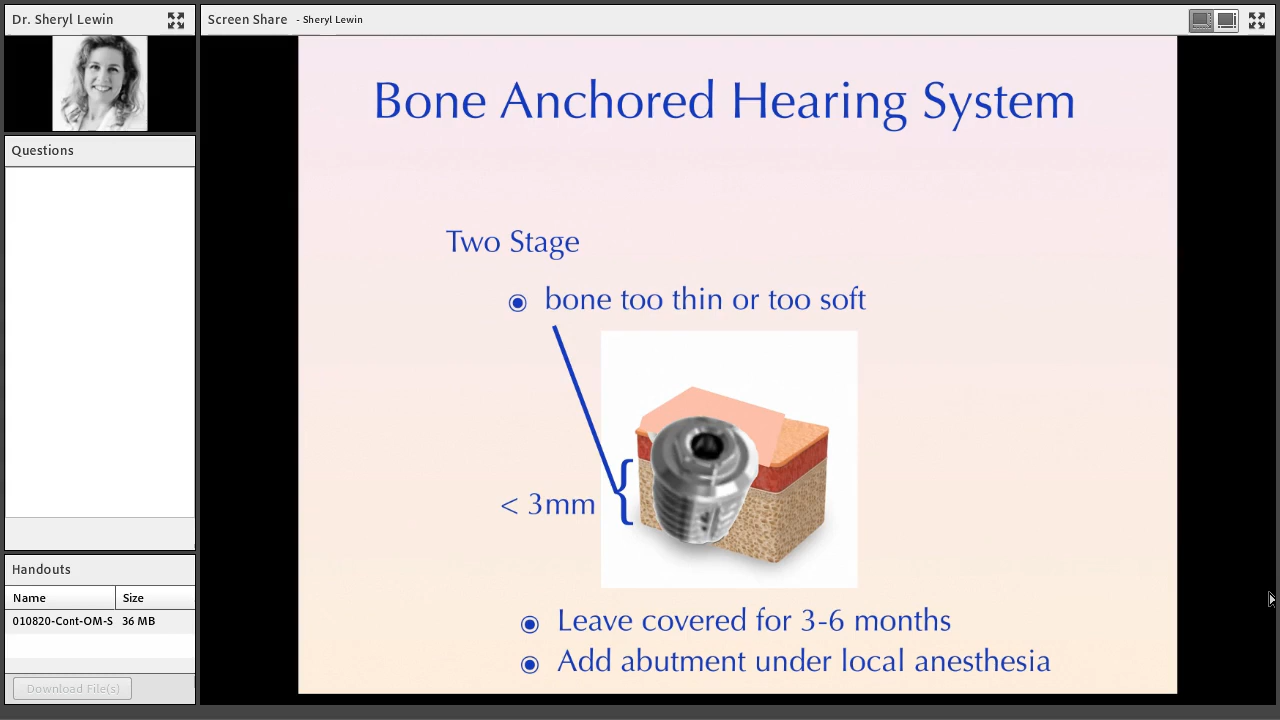 Dr. Sheryl Lewin
Screen Share - Sheryl Lewin
Questions
Handouts
Name Size
010820-Cont-OM-S 36 MB
Download File(s)
Bone Anchored Hearing System
Two Stage
bone too thin or too soft
< 3mm {
Leave covered for 3-6 months
Add abutment under local anesthesia